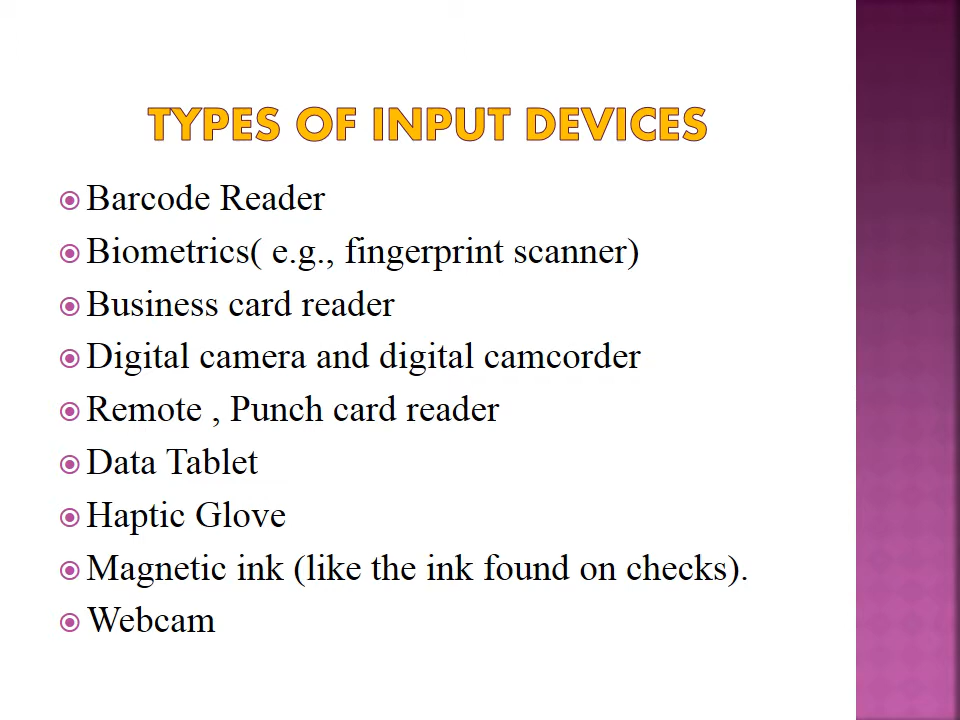 TYPES OF INPUT DEVICES
Barcode Reader
Biometrics( e.g., fingerprint scanner)
Business card reader
Digital camera and digital camcorder
Remote , Punch card reader
Data Tablet
Haptic Glove
Magnetic ink (like the ink found on checks).
Webcam